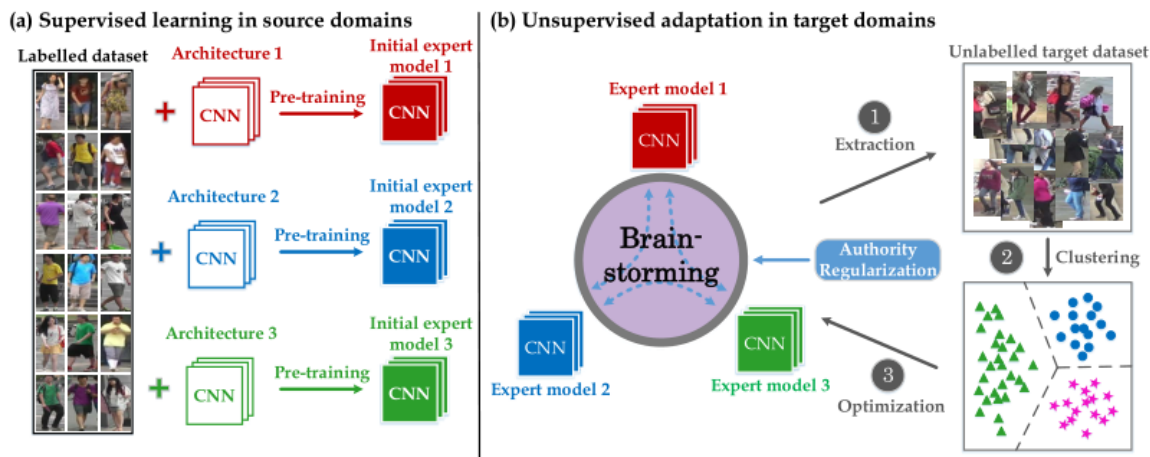 (a) Supervised learning in source domains
Labelled dataset
Architecture 1
CNN
Pre-training
Initial expert
model 1
CNN
Architecture 2
CNN
Pre-training
Initial expert
model 2
CNN
Architecture 3
CNN
Pre-training
Initial expert
model 3
CNN
(b) Unsupervised adaptation in target domains
Expert model 1
CNN
Brain-
storming
CNN
Expert model 2
CNN
Expert model 3
Authority
Regularization
1
Extraction
Unlabelled target dataset
2
Clustering
3
Optimization